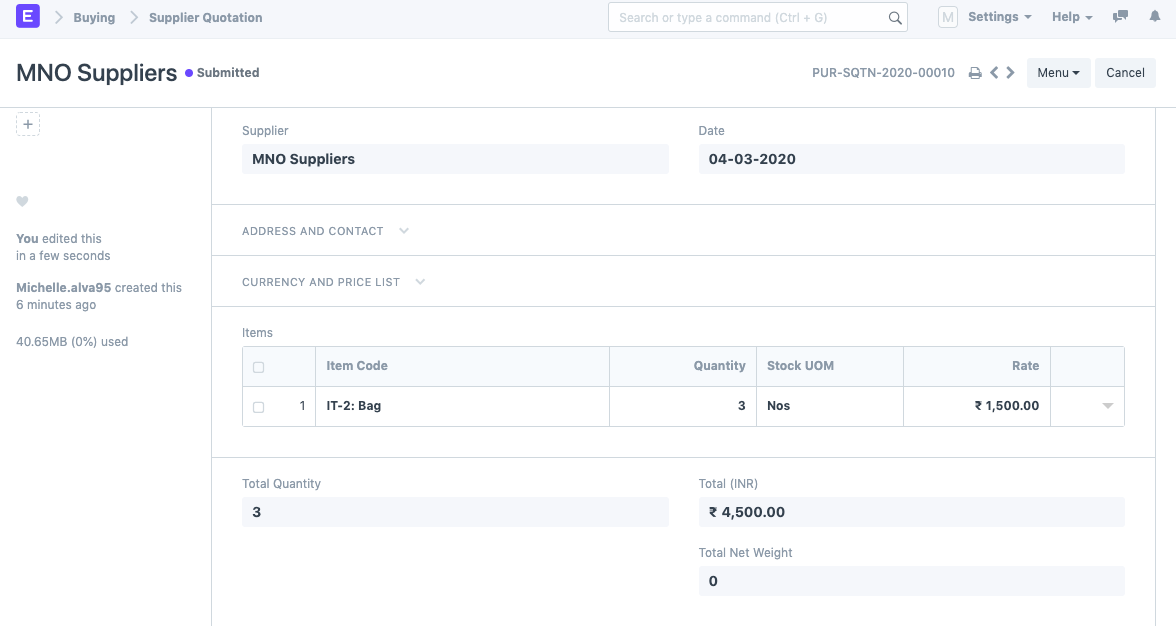 E Buying Supplier Quotation Search or type a command (Ctrl + G) M Settings Help
MNO Suppliers Submitted PUR-SQTN-2020-00010 Menu Cancel
+
Supplier Date
MNO Suppliers 04-03-2020
ADDRESS AND CONTACT
You edited this
in a few seconds
CURRENCY AND PRICE LIST
Michelle.alva95 created this
6 minutes ago
Items
40.65MB (0%) used
Item Code Quantity Stock UOM Rate
1 IT-2: Bag 3 Nos ₹ 1,500.00
Total Quantity Total (INR)
3 ₹ 4,500.00
Total Net Weight
0